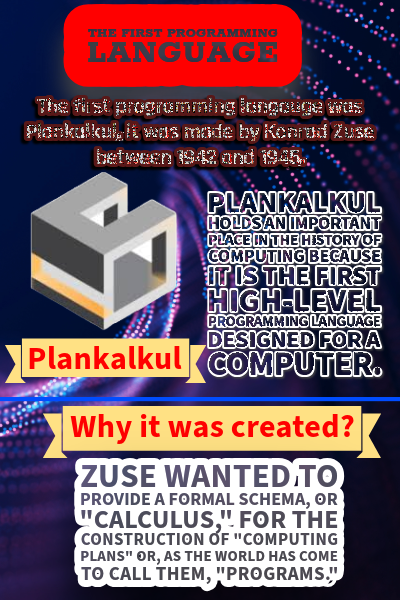 THE FIRST PROGRAMMING
LANGUAGE
The first programming langauge was
Plankulkul, it was made by Konrad Zuse
between 1942 and 1945.
PLANKALKUL
HOLDS AN IMPORTANT
PLACE IN THE HISTORY OF
COMPUTING BECAUSE
IT IS THE FIRST
HIGH-LEVEL
PROGRAMMING LANGUAGE
DESIGNED FOR A
COMPUTER.
Plankalkul
Why it was created?
ZUSE WANTED TO
PROVIDE A FORMAL SCHEMA, OR
"CALCULUS," FOR THE
CONSTRUCTION OF "COMPUTING
PLANS" OR, AS THE WORLD HAS COME
TO CALL THEM, "PROGRAMS."